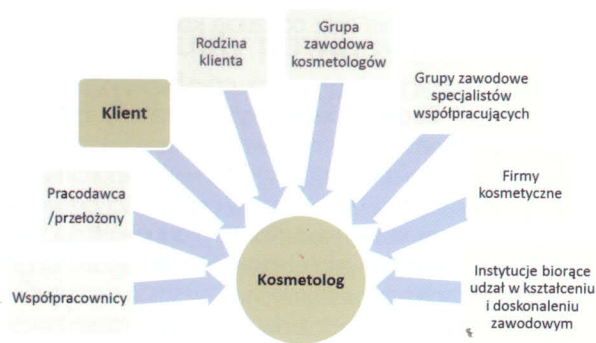 Rodzina
klienta
Grupa
zawodowa
kosmetologów
Grupy zawodowe
specjalistów
współpracujących
Klient
Pracodawca
/przełożony
Firmy
kosmetyczne
Kosmetolog
Współpracownicy
Instytucje biorące
udział w kształceniu
i doskonaleniu
zawodowym